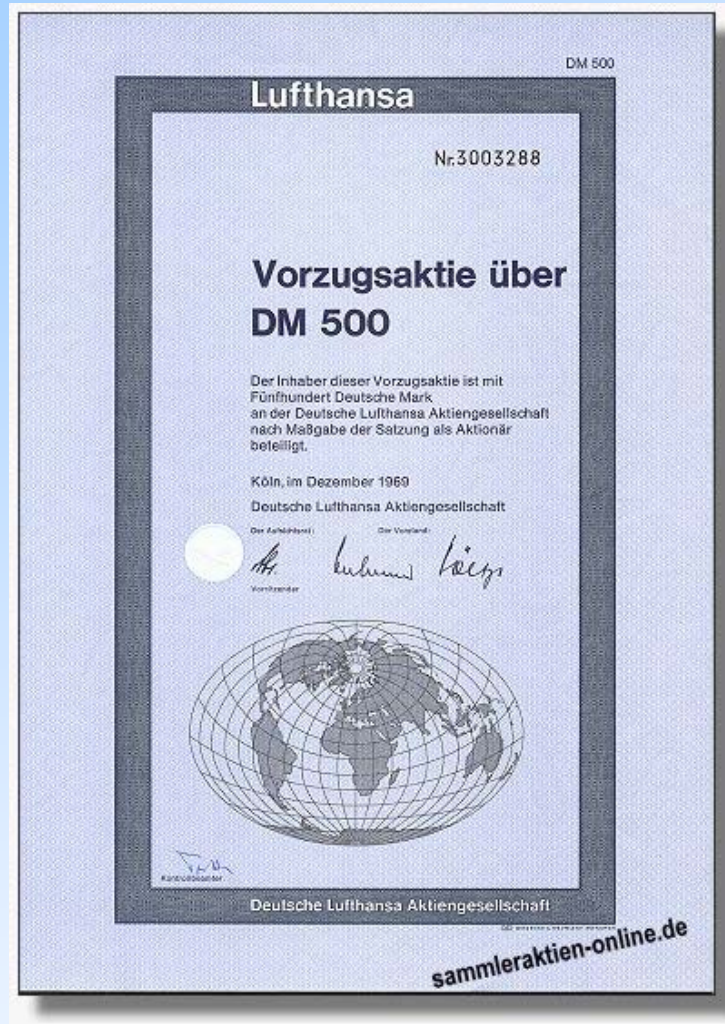 DM 500
Lufthansa
Nr.3003288
Vorzugsaktie über
DM 500
Der Inhaber dieser Vorzugsaktie ist mit
Fünfhundert Deutsche Mark
an der Deutsche Lufthansa Aktiengesellschaft
nach Maßgabe der Satzung als Aktionär
beteiligt.
Köln, im Dezember 1969
Deutsche Lufthansa Aktiengesellschaft
Der Aufsichtsrat: Der Vorstand:
Vorsitzender
Kontrollbeamter
Deutsche Lufthansa Aktiengesellschaft
sammleraktien-online.de